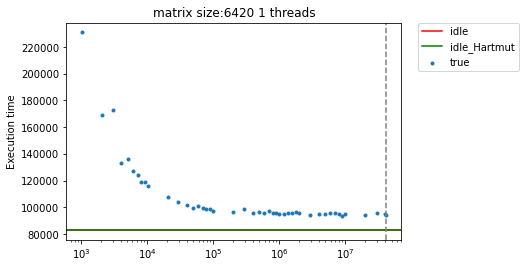 matrix size:6420 1 threads
220000
200000
180000
160000
140000
120000
100000
80000
Execution time
10³
10⁴
10⁵
10⁶
10⁷
idle
idle_Hartmut
true